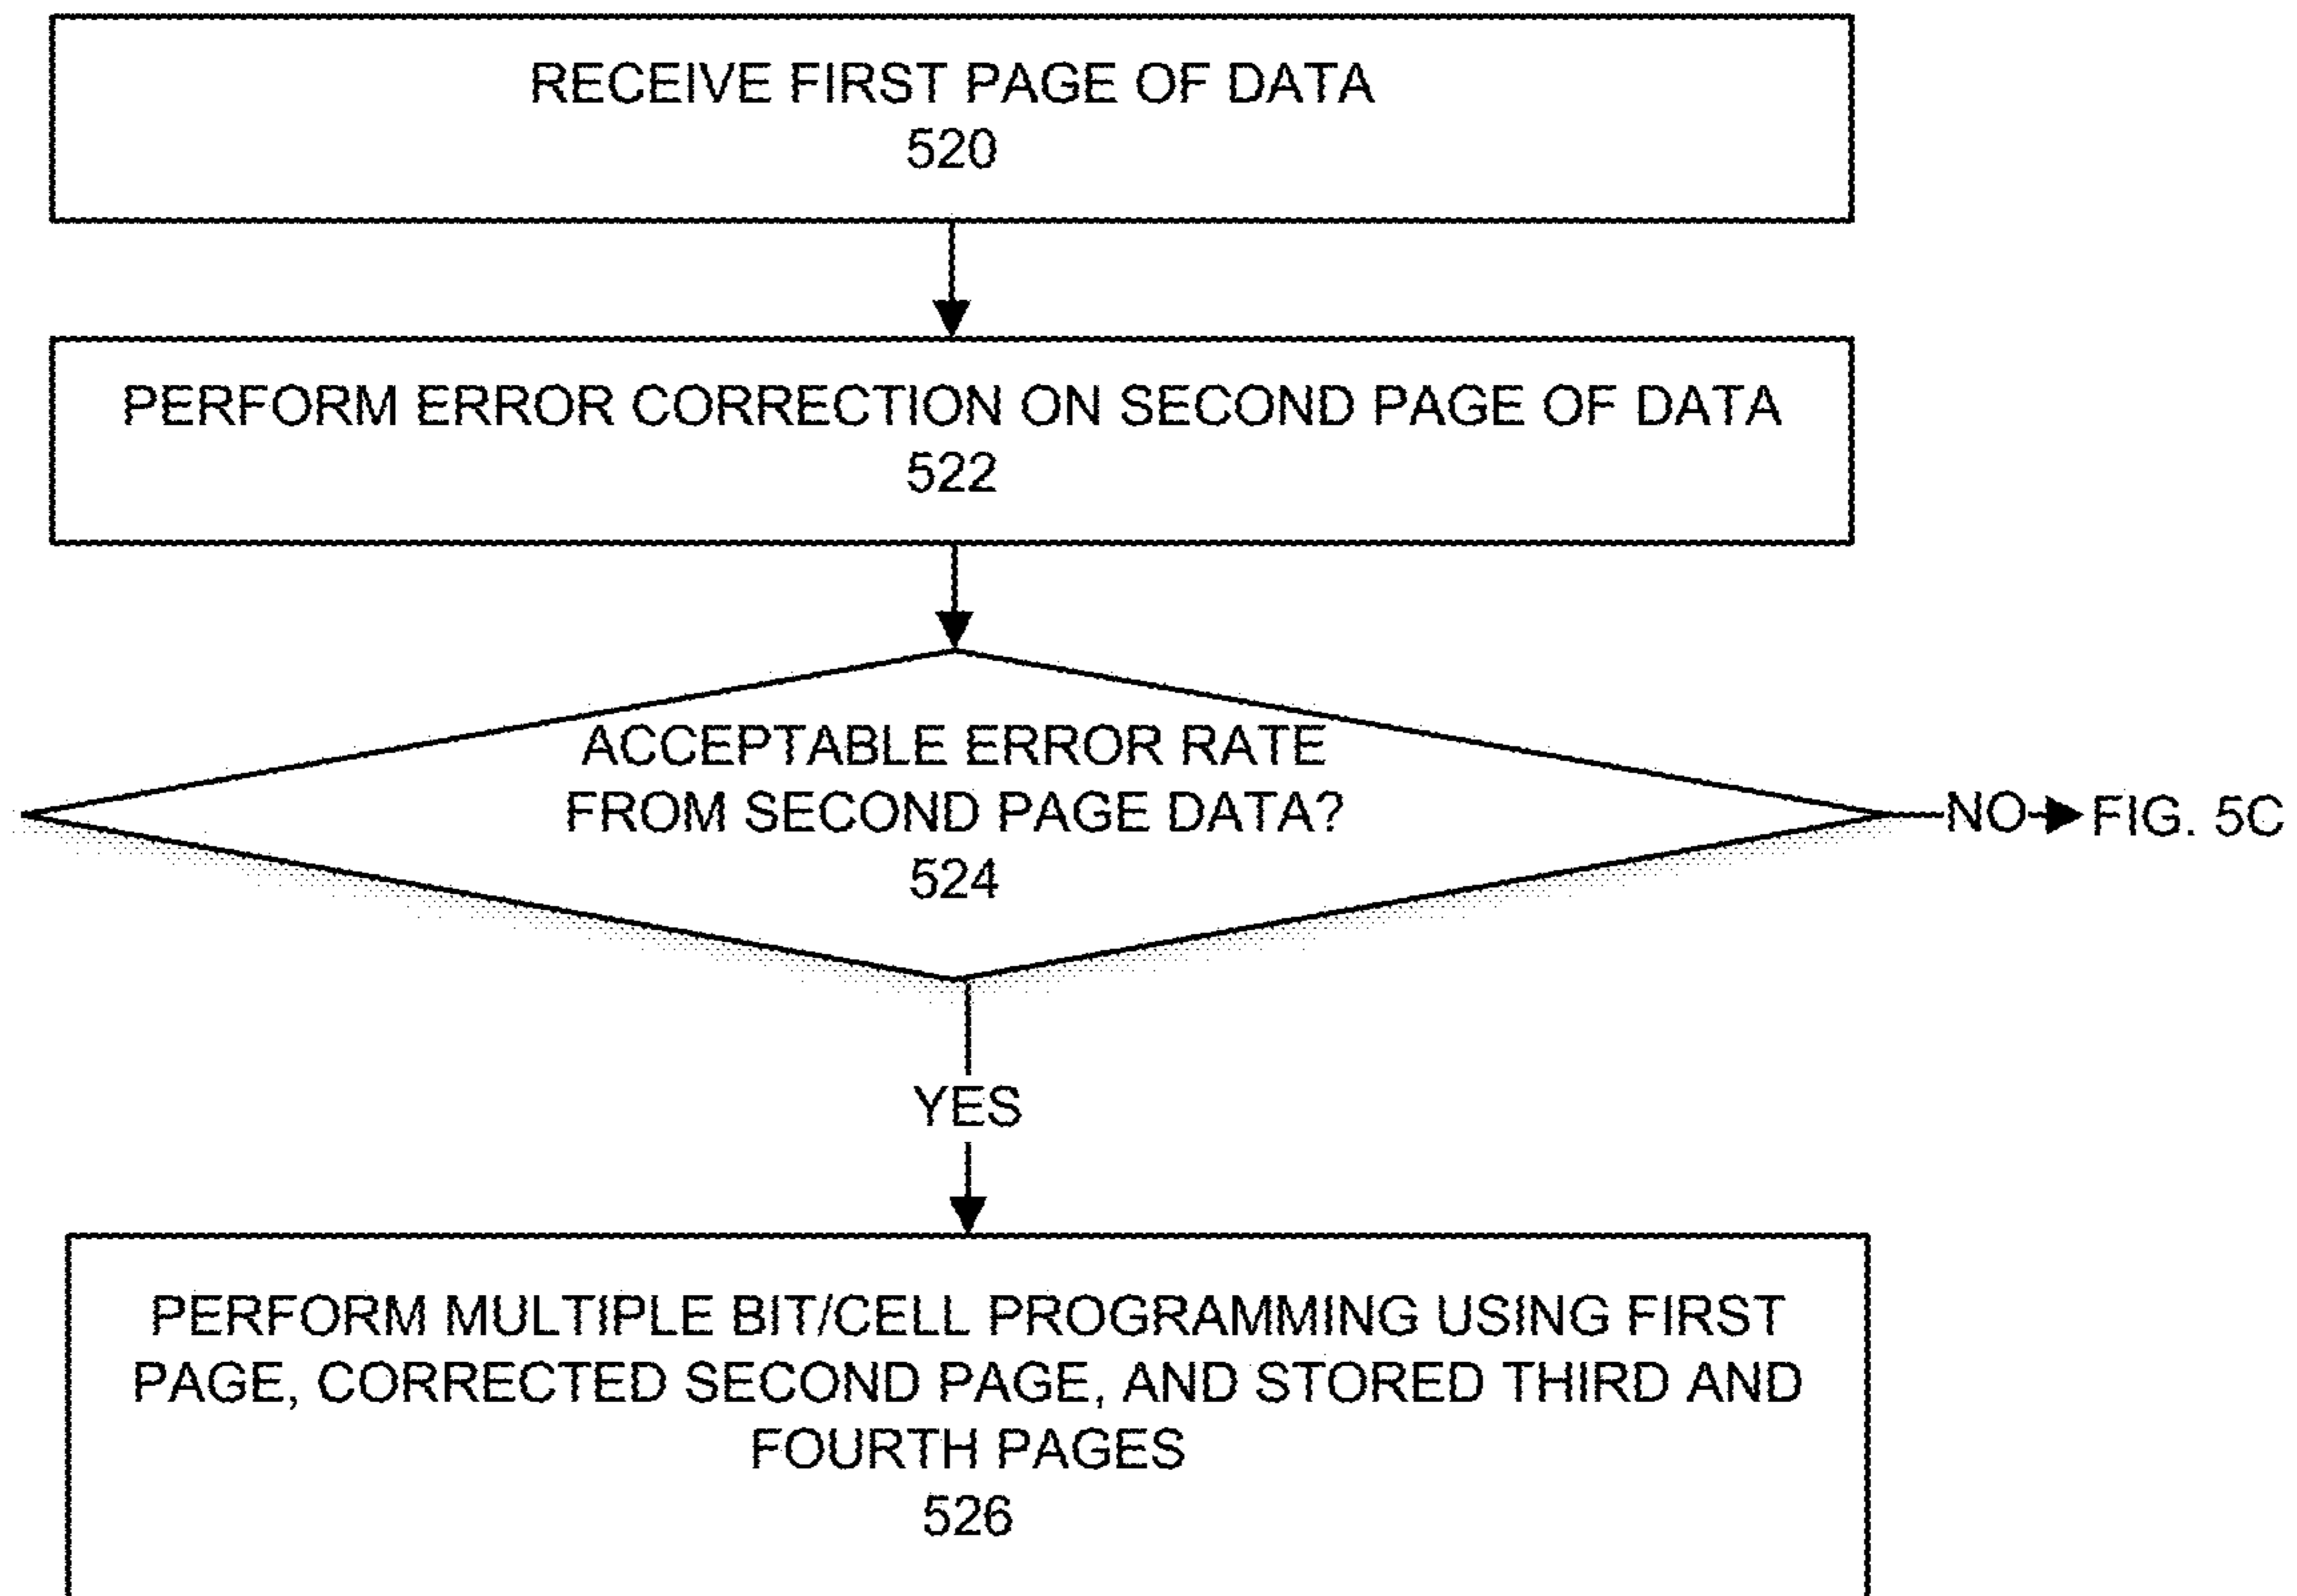 RECEIVE FIRST PAGE OF DATA
520
PERFORM ERROR CORRECTION ON SECOND PAGE OF DATA
522
ACCEPTABLE ERROR RATE
FROM SECOND PAGE DATA?
524
NO
FIG. 5C
YES
PERFORM MULTIPLE BIT/CELL PROGRAMMING USING FIRST
PAGE, CORRECTED SECOND PAGE, AND STORED THIRD AND
FOURTH PAGES
526